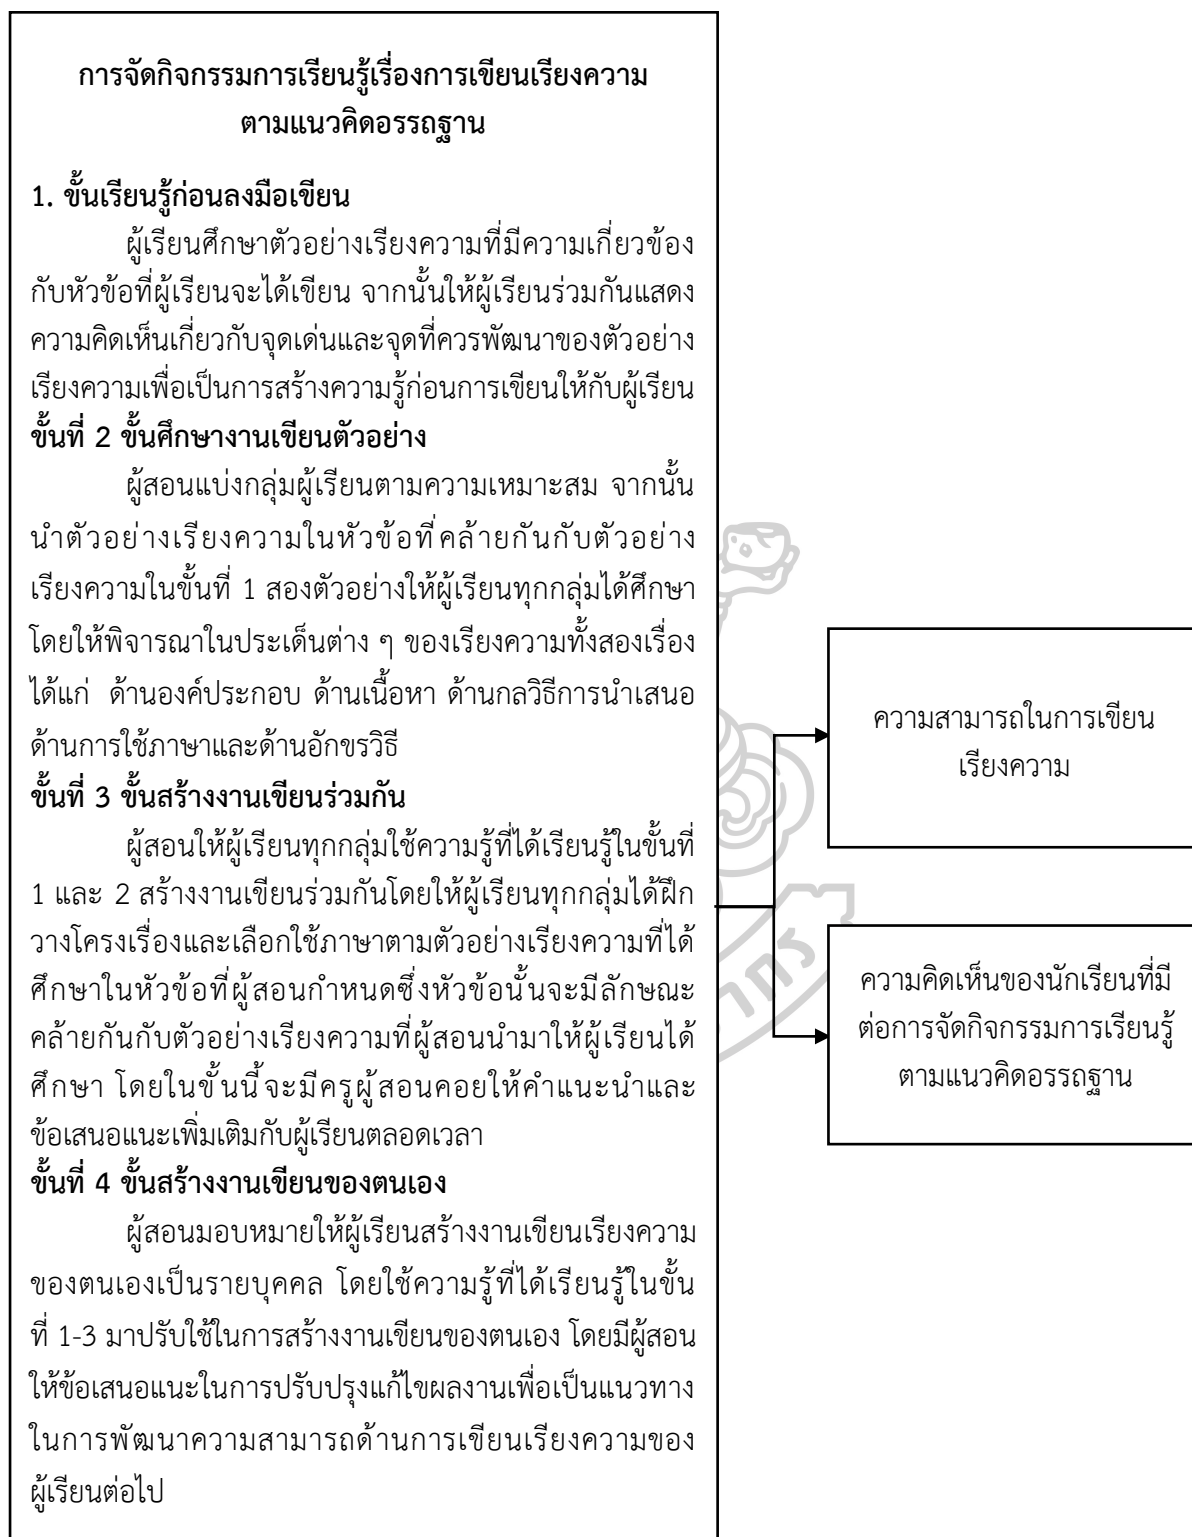 การจัดกิจกรรมการเรียนรู้เรื่องการเขียนเรียงความ
ตามแนวคิดอรรถฐาน
1. ขั้นเรียนรู้ก่อนลงมือเขียน
ผู้เรียนศึกษาตัวอย่างเรียงความที่มีความเกี่ยวข้อง
กับหัวข้อที่ผู้เรียนจะได้เขียน จากนั้นให้ผู้เรียนร่วมกันแสดง
ความคิดเห็นเกี่ยวกับจุดเด่นและจุดที่ควรพัฒนาของตัวอย่าง
เรียงความเพื่อเป็นการสร้างความรู้ก่อนการเขียนให้กับผู้เรียน
ขั้นที่ 2 ขั้นศึกษางานเขียนตัวอย่าง
ผู้สอนแบ่งกลุ่มผู้เรียนตามความเหมาะสม จากนั้น
นำตัวอย่างเรียงความในหัวข้อที่คล้ายกันกับตัวอย่าง
เรียงความในขั้นที่ 1 สองตัวอย่างให้ผู้เรียนทุกกลุ่มได้ศึกษา
โดยให้พิจารณาในประเด็นต่าง ๆ ของเรียงความทั้งสองเรื่อง
ได้แก่ ด้านองค์ประกอบ ด้านเนื้อหา ด้านกลวิธีการนำเสนอ
ด้านการใช้ภาษาและด้านอักขรวิธี
ขั้นที่ 3 ขั้นสร้างงานเขียนร่วมกัน
ผู้สอนให้ผู้เรียนทุกกลุ่มใช้ความรู้ที่ได้เรียนรู้ในขั้นที่
1 และ 2 สร้างงานเขียนร่วมกันโดยให้ผู้เรียนทุกกลุ่มได้ฝึก
วางโครงเรื่องและเลือกใช้ภาษาตามตัวอย่างเรียงความที่ได้
ศึกษาในหัวข้อที่ผู้สอนกำหนดซึ่งหัวข้อนั้นจะมีลักษณะ
คล้ายกันกับตัวอย่างเรียงความที่ผู้สอนนำมาให้ผู้เรียนได้
ศึกษา โดยในขั้นนี้จะมีครูผู้สอนคอยให้คำแนะนำและ
ข้อเสนอแนะเพิ่มเติมกับผู้เรียนตลอดเวลา
ขั้นที่ 4 ขั้นสร้างงานเขียนของตนเอง
ผู้สอนมอบหมายให้ผู้เรียนสร้างงานเขียนเรียงความ
ของตนเองเป็นรายบุคคล โดยใช้ความรู้ที่ได้เรียนรู้ในขั้น
ที่ 1-3 มาปรับใช้ในการสร้างงานเขียนของตนเอง โดยมีผู้สอน
ให้ข้อเสนอแนะในการปรับปรุงแก้ไขผลงานเพื่อเป็นแนวทาง
ในการพัฒนาความสามารถด้านการเขียนเรียงความของ
ผู้เรียนต่อไป
ความสามารถในการเขียน
เรียงความ
ความคิดเห็นของนักเรียนที่มี
ต่อการจัดกิจกรรมการเรียนรู้
ตามแนวคิดอรรถฐาน